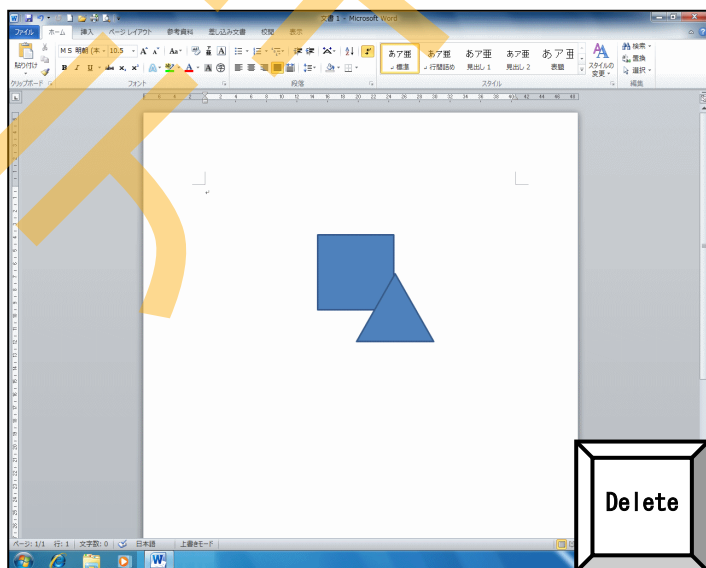 文書 1 - Microsoft Word
ファイル ホーム 挿入 ページ レイアウト 参考資料 差し込み文書 校閲 表示
貼り付け
MS 明朝 (本 10.5
あア亜 あア亜 あア亜 あア亜 あア亜
標準 行間詰め 見出し 1 見出し 2 表題
スタイルの変更
検索
置換
選択
クリップボード フォント 段落 スタイル 編集
ページ: 1/1 行: 1 文字数: 0 日本語 上書きモード
Delete